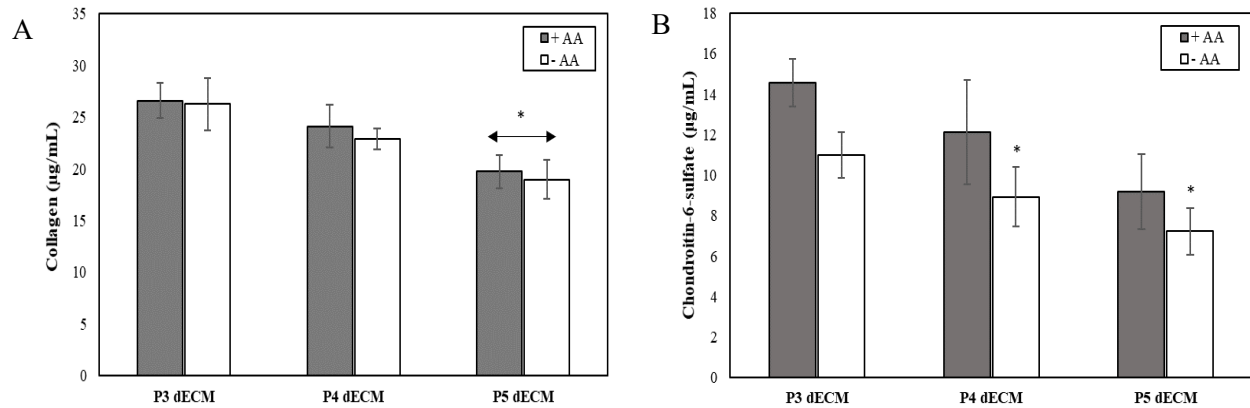 A
Collagen (µg/mL)
35
30
25
20
15
10
5
0
+ AA
- AA
*
P3 dECM
P4 dECM
P5 dECM
B
Chondroitin-6-sulfate (µg/mL)
18
16
14
12
10
8
6
4
2
0
+ AA
- AA
*
*
P3 dECM
P4 dECM
P5 dECM